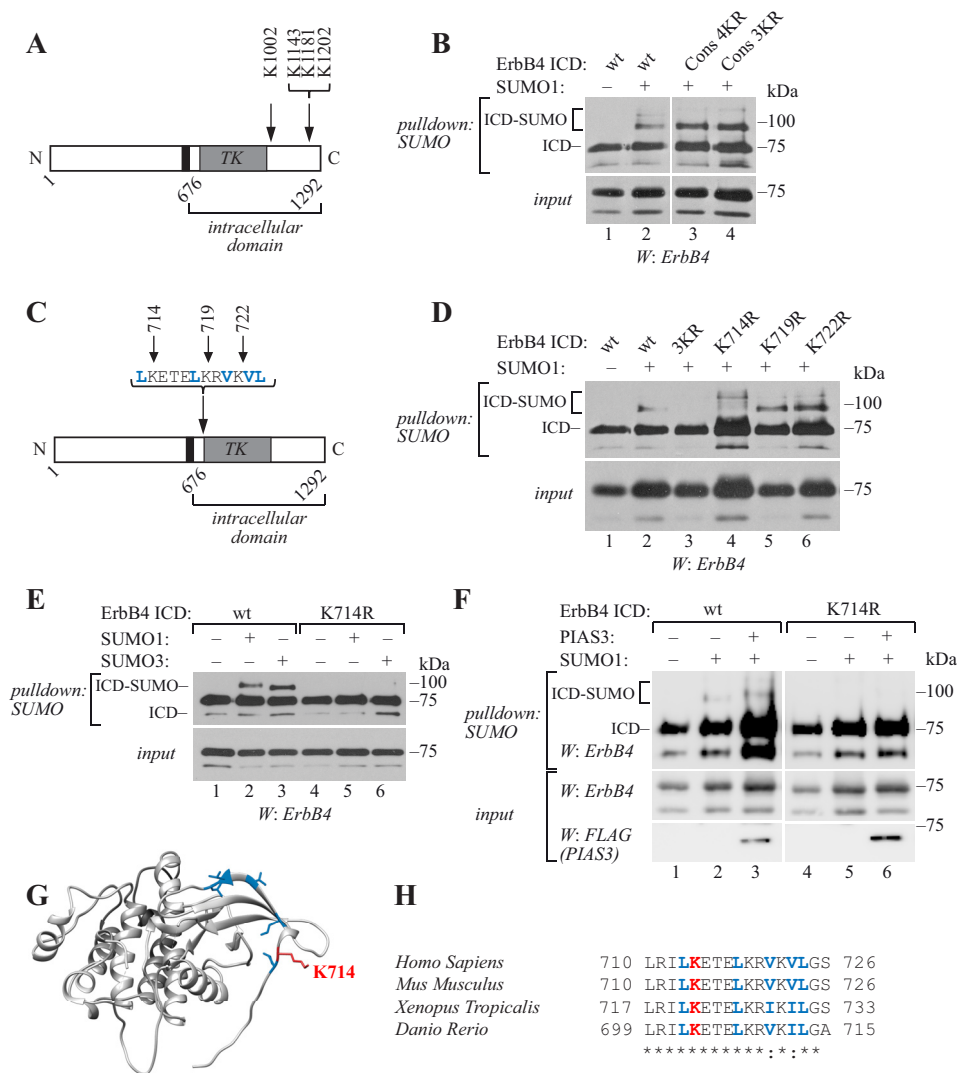 A
K1002
K1143
K1181
K1202
N
TK
C
1
676
1292
intracellular
domain
B
ErbB4 ICD:
wt
wt
Cons 4KR
Cons 3KR
SUMO1:
– + + +
kDa
pulldown:
SUMO
ICD-SUMO
ICD–
–100
–75
input
–75
1 2 3 4
W: ErbB4
C
714
719
722
LKETELKRVKVL
N
TK
C
1
676
1292
intracellular
domain
D
ErbB4 ICD:
wt
wt
3KR
K714R
K719R
K722R
SUMO1:
– + + + + +
kDa
pulldown:
SUMO
ICD-SUMO
ICD–
–100
–75
input
–75
1 2 3 4 5 6
W: ErbB4
E
ErbB4 ICD: wt K714R
SUMO1: – + – – + –
SUMO3: – – + – – +
kDa
pulldown:
SUMO
ICD-SUMO–
ICD–
–100
–75
input
–75
1 2 3 4 5 6
W: ErbB4
F
ErbB4 ICD: wt K714R
PIAS3: – – + – – +
SUMO1: – + + – + +
kDa
pulldown:
SUMO
ICD-SUMO
ICD–
W: ErbB4
–100
–75
input
W: ErbB4
–75
W: FLAG
(PIAS3)
–75
1 2 3 4 5 6
G
K714
H
Homo Sapiens 710 LRILKETELKRVKVLGS 726
Mus Musculus 710 LRILKETELKRVKVLGS 726
Xenopus Tropicalis 717 LRILKETELKRIKILGS 733
Danio Rerio 699 LRILKETELKRVKILGA 715
***********:*:**